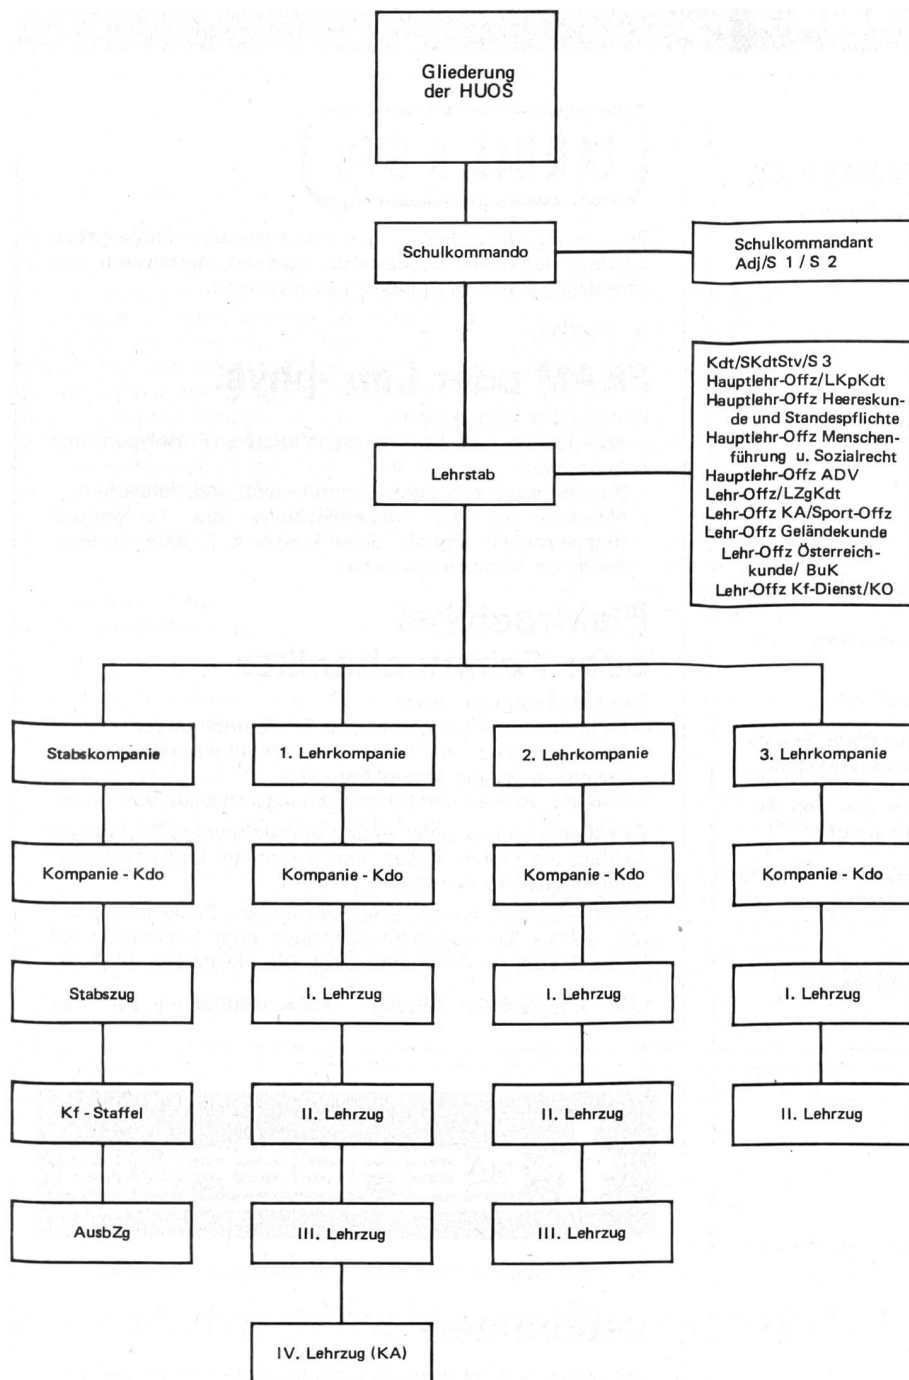 Gliederung
der HUOS
Schulkommando
Schulkommandant
Adj/S 1 / S 2
Lehrstab
Kdt/SKdtStv/S 3
Hauptlehr-Offz/LKpKdt
Hauptlehr-Offz Heereskun
de und Standespflichte
Hauptlehr-Offz Menschen-
führung u. Sozialrecht
Hauptlehr-Offz ADV
Lehr-Offz/LZgKdt
Lehr-Offz KA/Sport-Offz
Lehr-Offz Geländekunde
Lehr-Offz Österreich-
kunde/ BuK
Lehr-Offz Kf-Dienst/KO
Stabskompanie
1. Lehrkompanie
2. Lehrkompanie
3. Lehrkompanie
Kompanie - Kdo
Kompanie - Kdo
Kompanie - Kdo
Kompanie - Kdo
Stabszug
I. Lehrzug
I. Lehrzug
I. Lehrzug
Kf - Staffel
II. Lehrzug
II. Lehrzug
II. Lehrzug
AusbZg
III. Lehrzug
III. Lehrzug
IV. Lehrzug (KA)